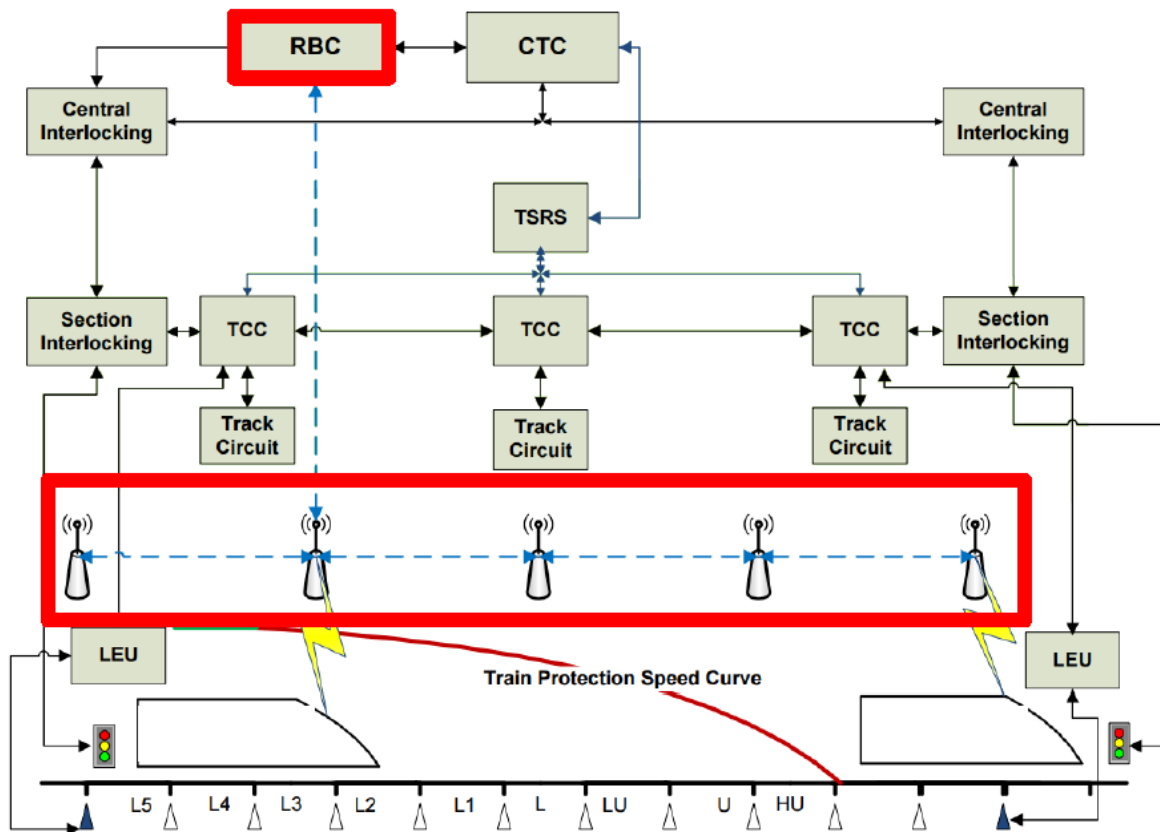 RBC
CTC
Central
Interlocking
Central
Interlocking
TSRS
Section
Interlocking
TCC
TCC
TCC
Section
Interlocking
Track
Circuit
Track
Circuit
Track
Circuit
LEU
LEU
Train Protection Speed Curve
L5 L4 L3 L2 L1 L LU U HU